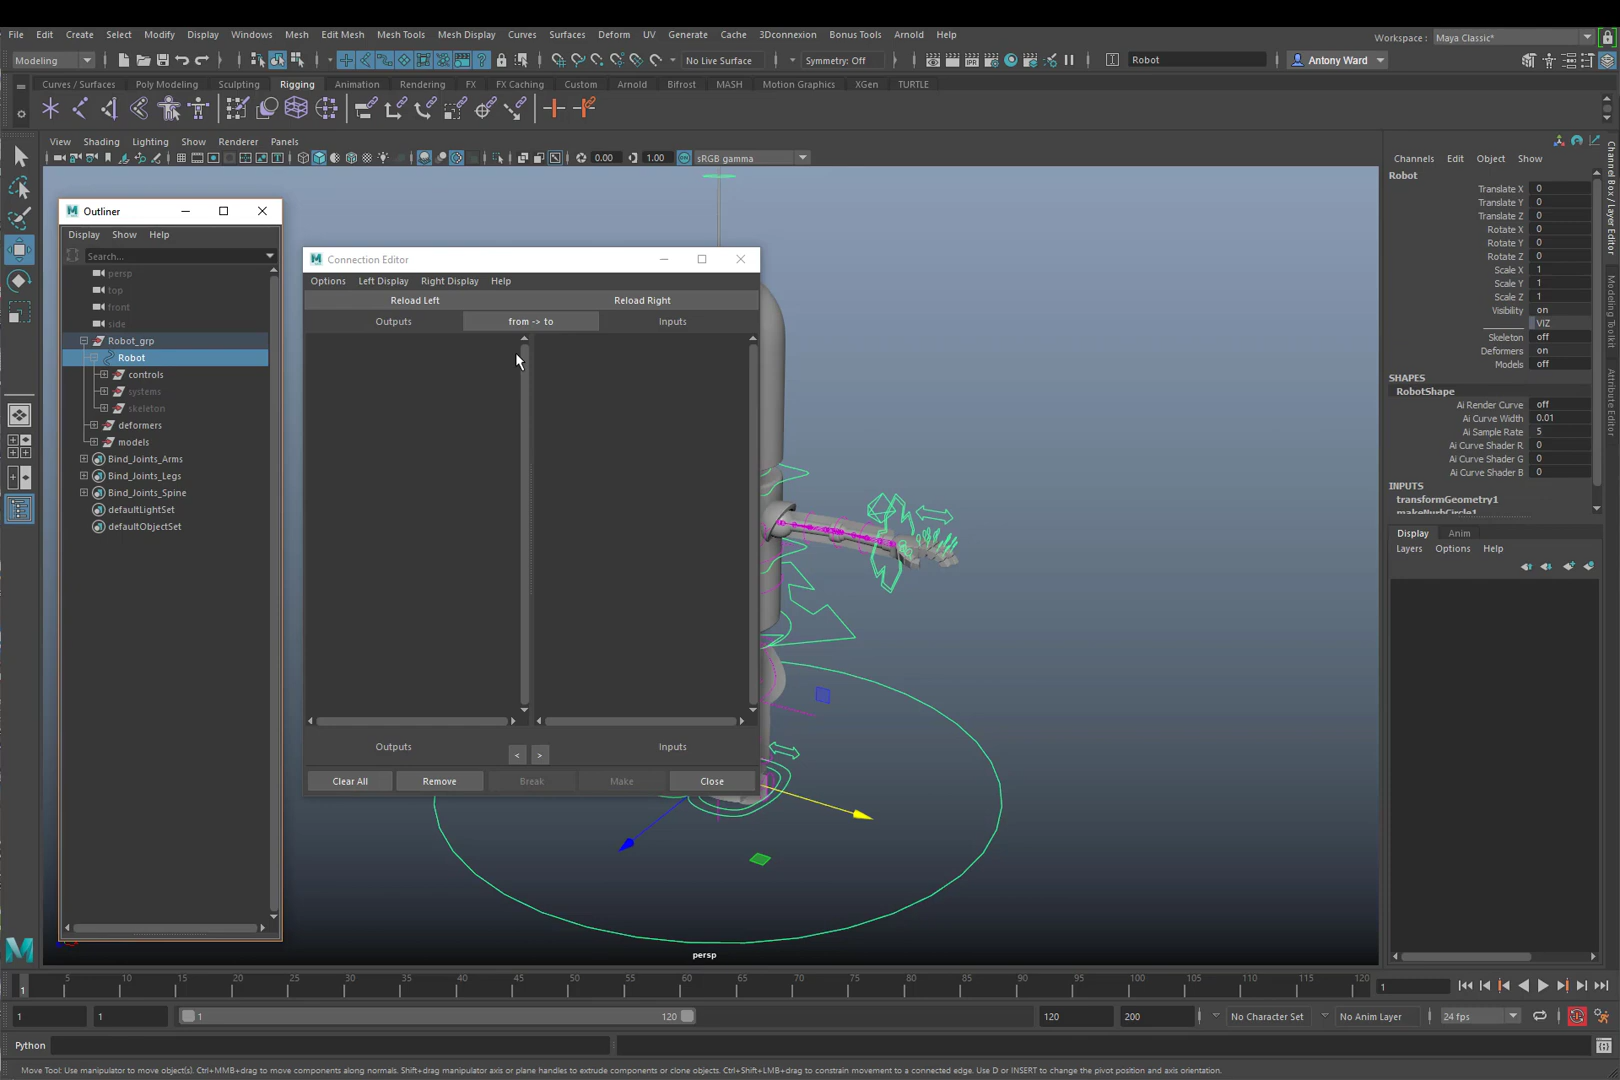 File Edit Create Select Modify Display Windows Mesh Edit Mesh Mesh Tools Mesh Display Curves Surfaces Deform UV Generate Cache 3Dconnexion Bonus Tools Arnold Help
Workspace : Maya Classic*
Modeling No Live Surface Symmetry: Off Robot Antony Ward
Curves / Surfaces Poly Modeling Sculpting Rigging Animation Rendering FX FX Caching Custom Arnold Bifrost MASH Motion Graphics XGen TURTLE
View Shading Lighting Show Renderer Panels
0.00 1.00 sRGB gamma
Channels Edit Object Show
Robot
Translate X 0
Translate Y 0
Translate Z 0
Rotate X 0
Rotate Y 0
Rotate Z 0
Scale X 1
Scale Y 1
Scale Z 1
Visibility on
VIZ
Skeleton off
Deformers on
Models off
SHAPES
RobotShape
Ai Render Curve off
Ai Curve Width 0.01
Ai Sample Rate 5
Ai Curve Shader R 0
Ai Curve Shader G 0
Ai Curve Shader B 0
INPUTS
transformGeometry1
makeNurbCircle1
Display Anim
Layers Options Help
Channel Box / Layer Editor
Modeling Toolkit
Attribute Editor
Outliner
Display Show Help
Search...
persp
top
front
side
Robot_grp
Robot
controls
systems
skeleton
deformers
models
Bind_Joints_Arms
Bind_Joints_Legs
Bind_Joints_Spine
defaultLightSet
defaultObjectSet
Connection Editor
Options Left Display Right Display Help
Reload Left Reload Right
Outputs from -> to Inputs
Outputs < > Inputs
Clear All Remove Break Make Close
persp
1 5 10 15 20 25 30 35 40 45 50 55 60 65 70 75 80 85 90 95 100 105 110 115 120 1
1 1 1 120 120 200 No Character Set No Anim Layer 24 fps
Python
Move Tool: Use manipulator to move object(s). Ctrl+MMB+drag to move components along normals. Shift+drag manipulator axis or plane handles to extrude components or clone objects. Ctrl+Shift+LMB+drag to constrain movement to a connected edge. Use D or INSERT to change the pivot position and axis orientation.